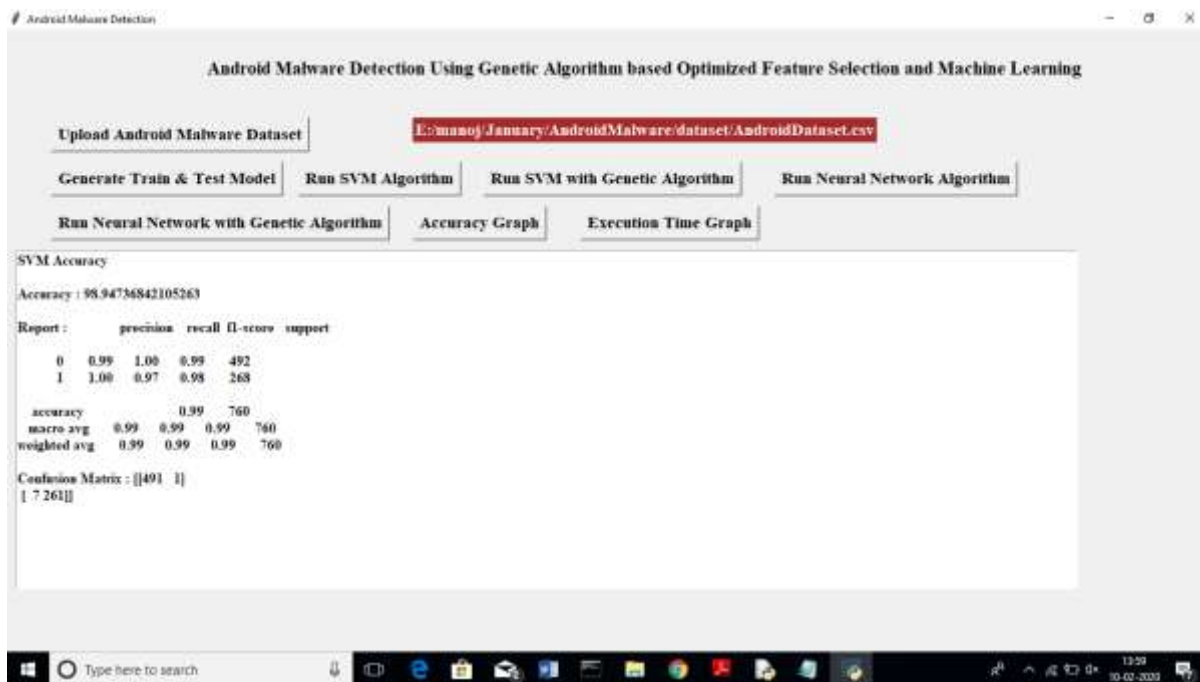 Android Malware Detection
Android Malware Detection Using Genetic Algorithm based Optimized Feature Selection and Machine Learning
Upload Android Malware Dataset
E:/manoj/January/AndroidMalware/dataset/AndroidDataset.csv
Generate Train & Test Model
Run SVM Algorithm
Run SVM with Genetic Algorithm
Run Neural Network Algorithm
Run Neural Network with Genetic Algorithm
Accuracy Graph
Execution Time Graph
SVM Accuracy
Accuracy : 98.94736842105263
Report : precision recall f1-score support
0 0.99 1.00 0.99 492
1 1.00 0.97 0.98 268
accuracy 0.99 760
macro avg 0.99 0.99 0.99 760
weighted avg 0.99 0.99 0.99 760
Confusion Matrix : [[491 1]
[ 7 261]]
Type here to search
13:59
10-02-2020